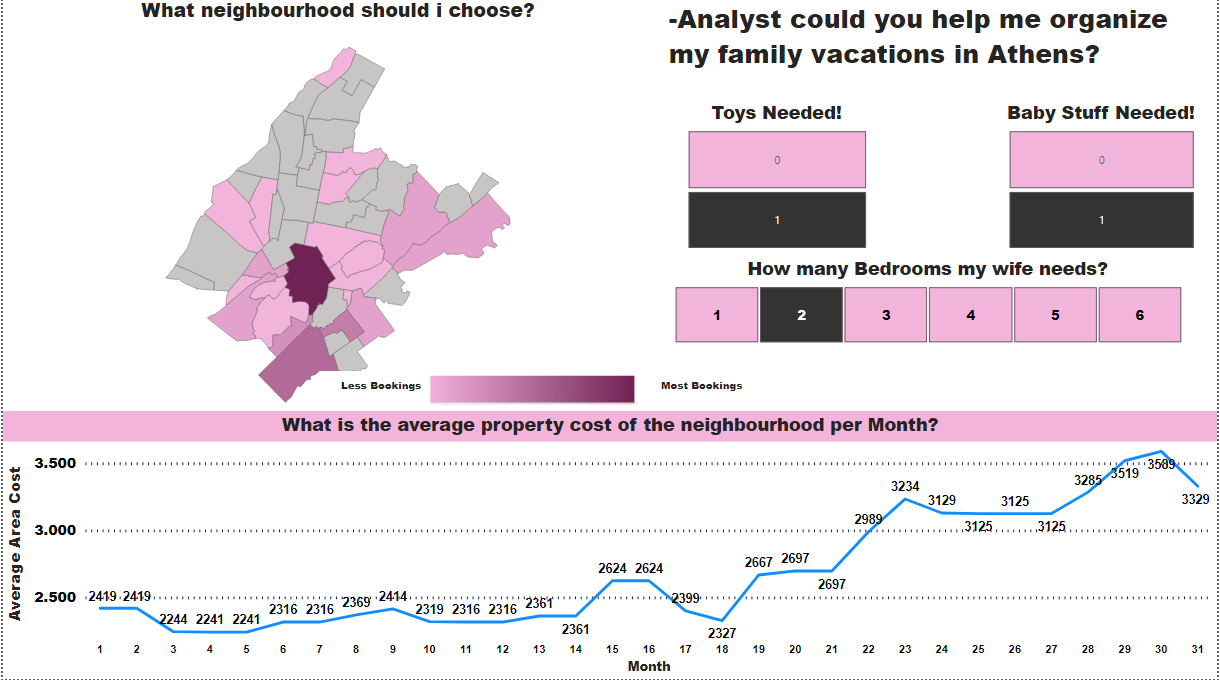 What neighbourhood should i choose?
-Analyst could you help me organize
my family vacations in Athens?
Toys Needed!
Baby Stuff Needed!
0
0
1
1
How many Bedrooms my wife needs?
1 2 3 4 5 6
Less Bookings
Most Bookings
What is the average property cost of the neighbourhood per Month?
Average Area Cost
3.500
3.000
2.500
2419 2419 2244 2241 2241 2316 2316 2369 2414 2319 2316 2316 2361 2361 2624 2624 2399 2327 2667 2697 2697 2989 3234 3129 3125 3125 3125 3285 3519 3589 3329
1 2 3 4 5 6 7 8 9 10 11 12 13 14 15 16 17 18 19 20 21 22 23 24 25 26 27 28 29 30 31
Month